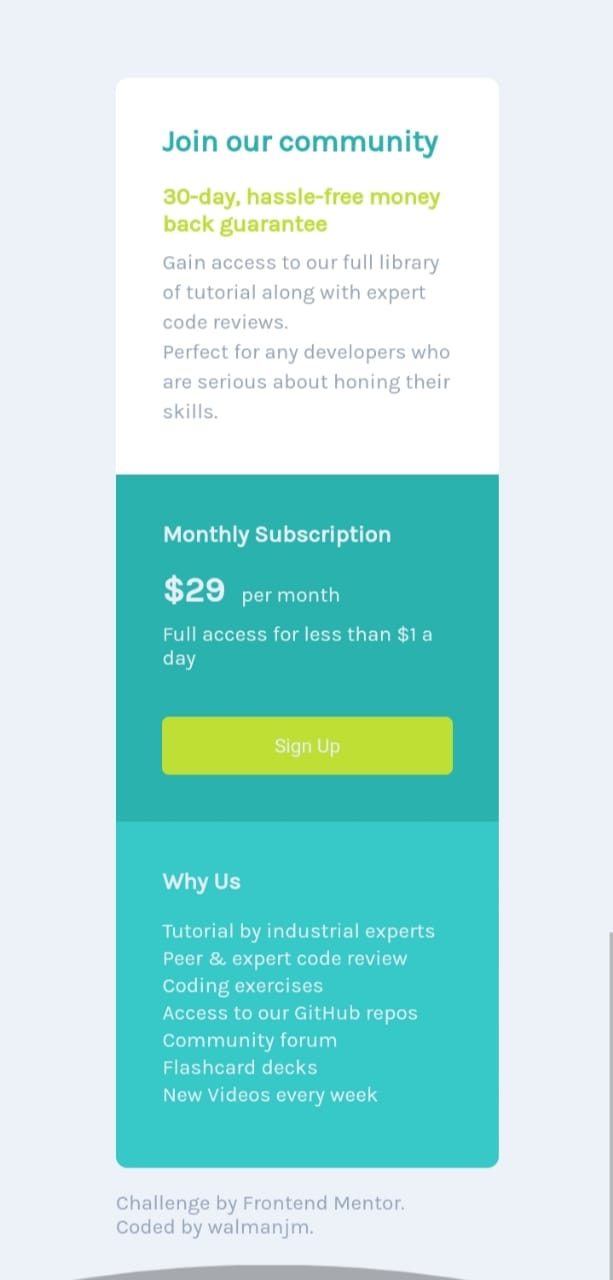 Join our community
30-day, hassle-free money
back guarantee
Gain access to our full library
of tutorial along with expert
code reviews.
Perfect for any developers who
are serious about honing their
skills.
Monthly Subscription
$29 per month
Full access for less than $1 a
day
Sign Up
Why Us
Tutorial by industrial experts
Peer & expert code review
Coding exercises
Access to our GitHub repos
Community forum
Flashcard decks
New Videos every week
Challenge by Frontend Mentor.
Coded by walmanjm.